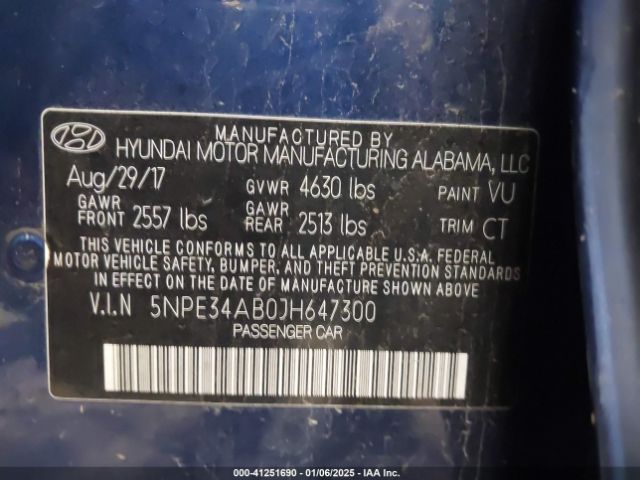 MANUFACTURED BY
HYUNDAI MOTOR MANUFACTURING ALABAMA, LLC
Aug/29/17 GVWR 4630 lbs PAINT VU
GAWR FRONT 2557 lbs GAWR REAR 2513 lbs TRIM CT
THIS VEHICLE CONFORMS TO ALL APPLICABLE U.S.A. FEDERAL
MOTOR VEHICLE SAFETY, BUMPER, AND THEFT PREVENTION STANDARDS
IN EFFECT ON THE DATE OF MANUFACTURE SHOWN ABOVE.
V.I.N 5NPE34AB0JH647300
PASSENGER CAR
000-41251690 - 01/06/2025 - IAA Inc.